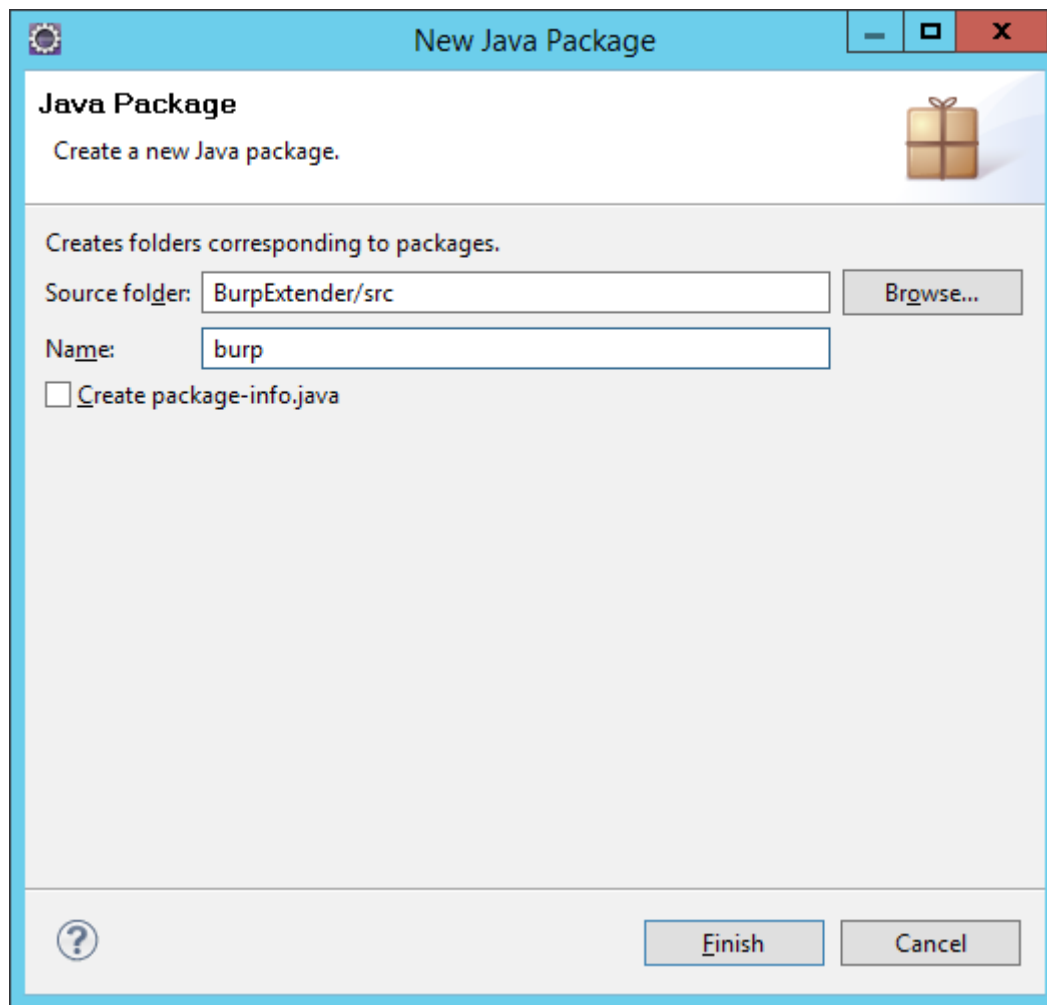 New Java Package
Java Package
Create a new Java package.
Creates folders corresponding to packages.
Source folder: BurpExtender/src Browse...
Name: burp
Create package-info.java
? Finish Cancel